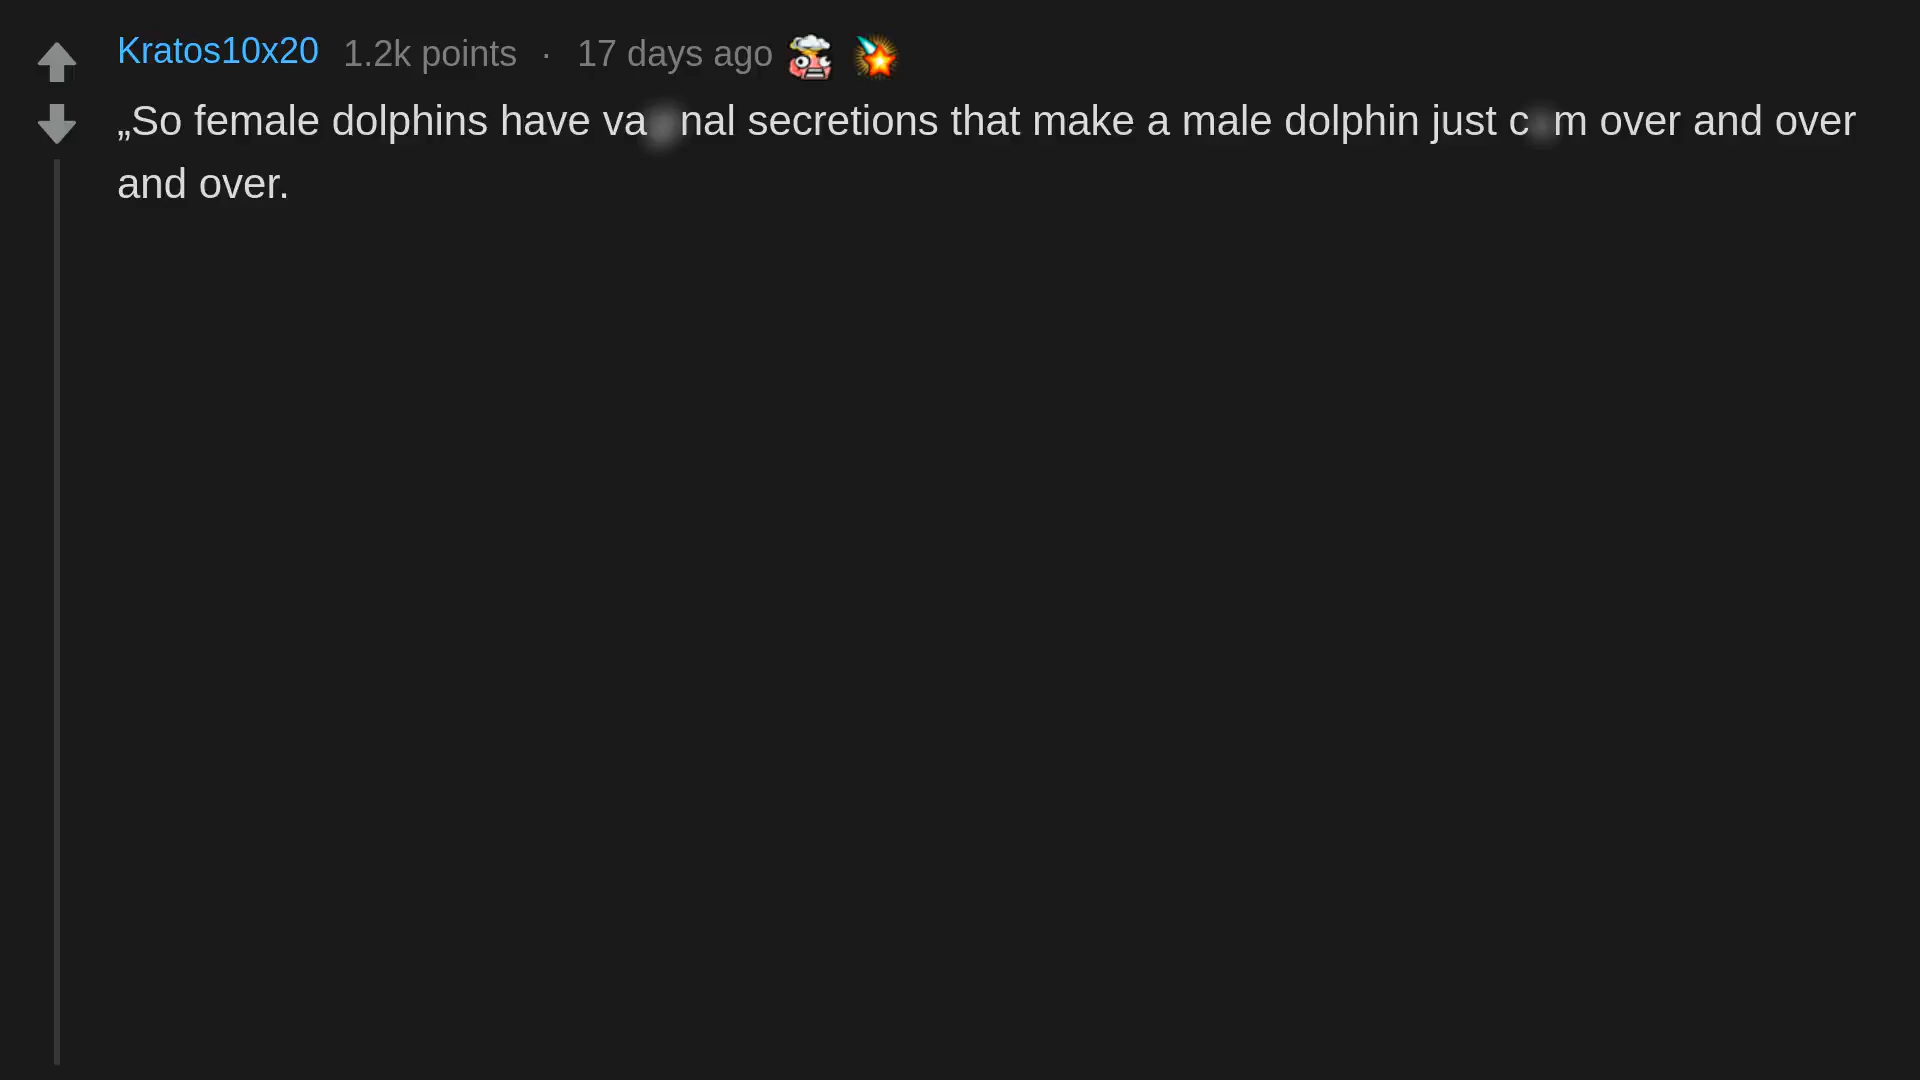 Kratos10x20 1.2k points · 17 days ago
„So female dolphins have va nal secretions that make a male dolphin just c m over and over
and over.